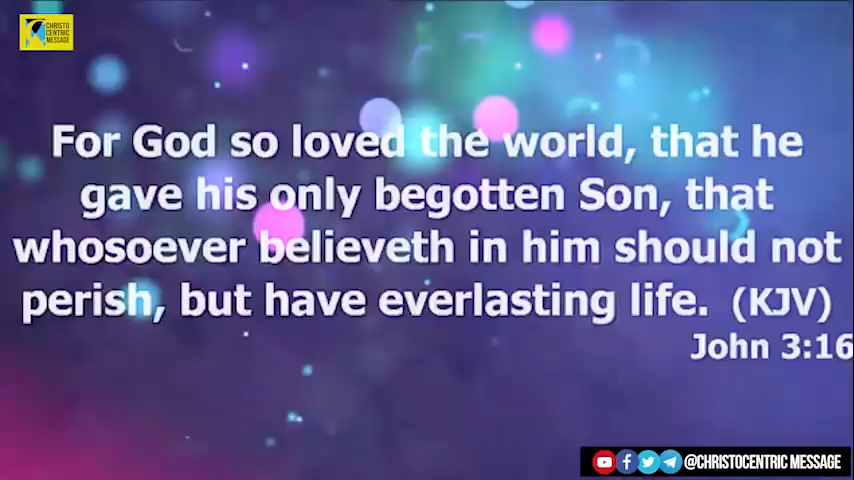 CHRISTO
CENTRIC
MESSAGE
For God so loved the world, that he
gave his only begotten Son, that
whosoever believeth in him should not
perish, but have everlasting life. (KJV)
John 3:16
@CHRISTOCENTRIC MESSAGE